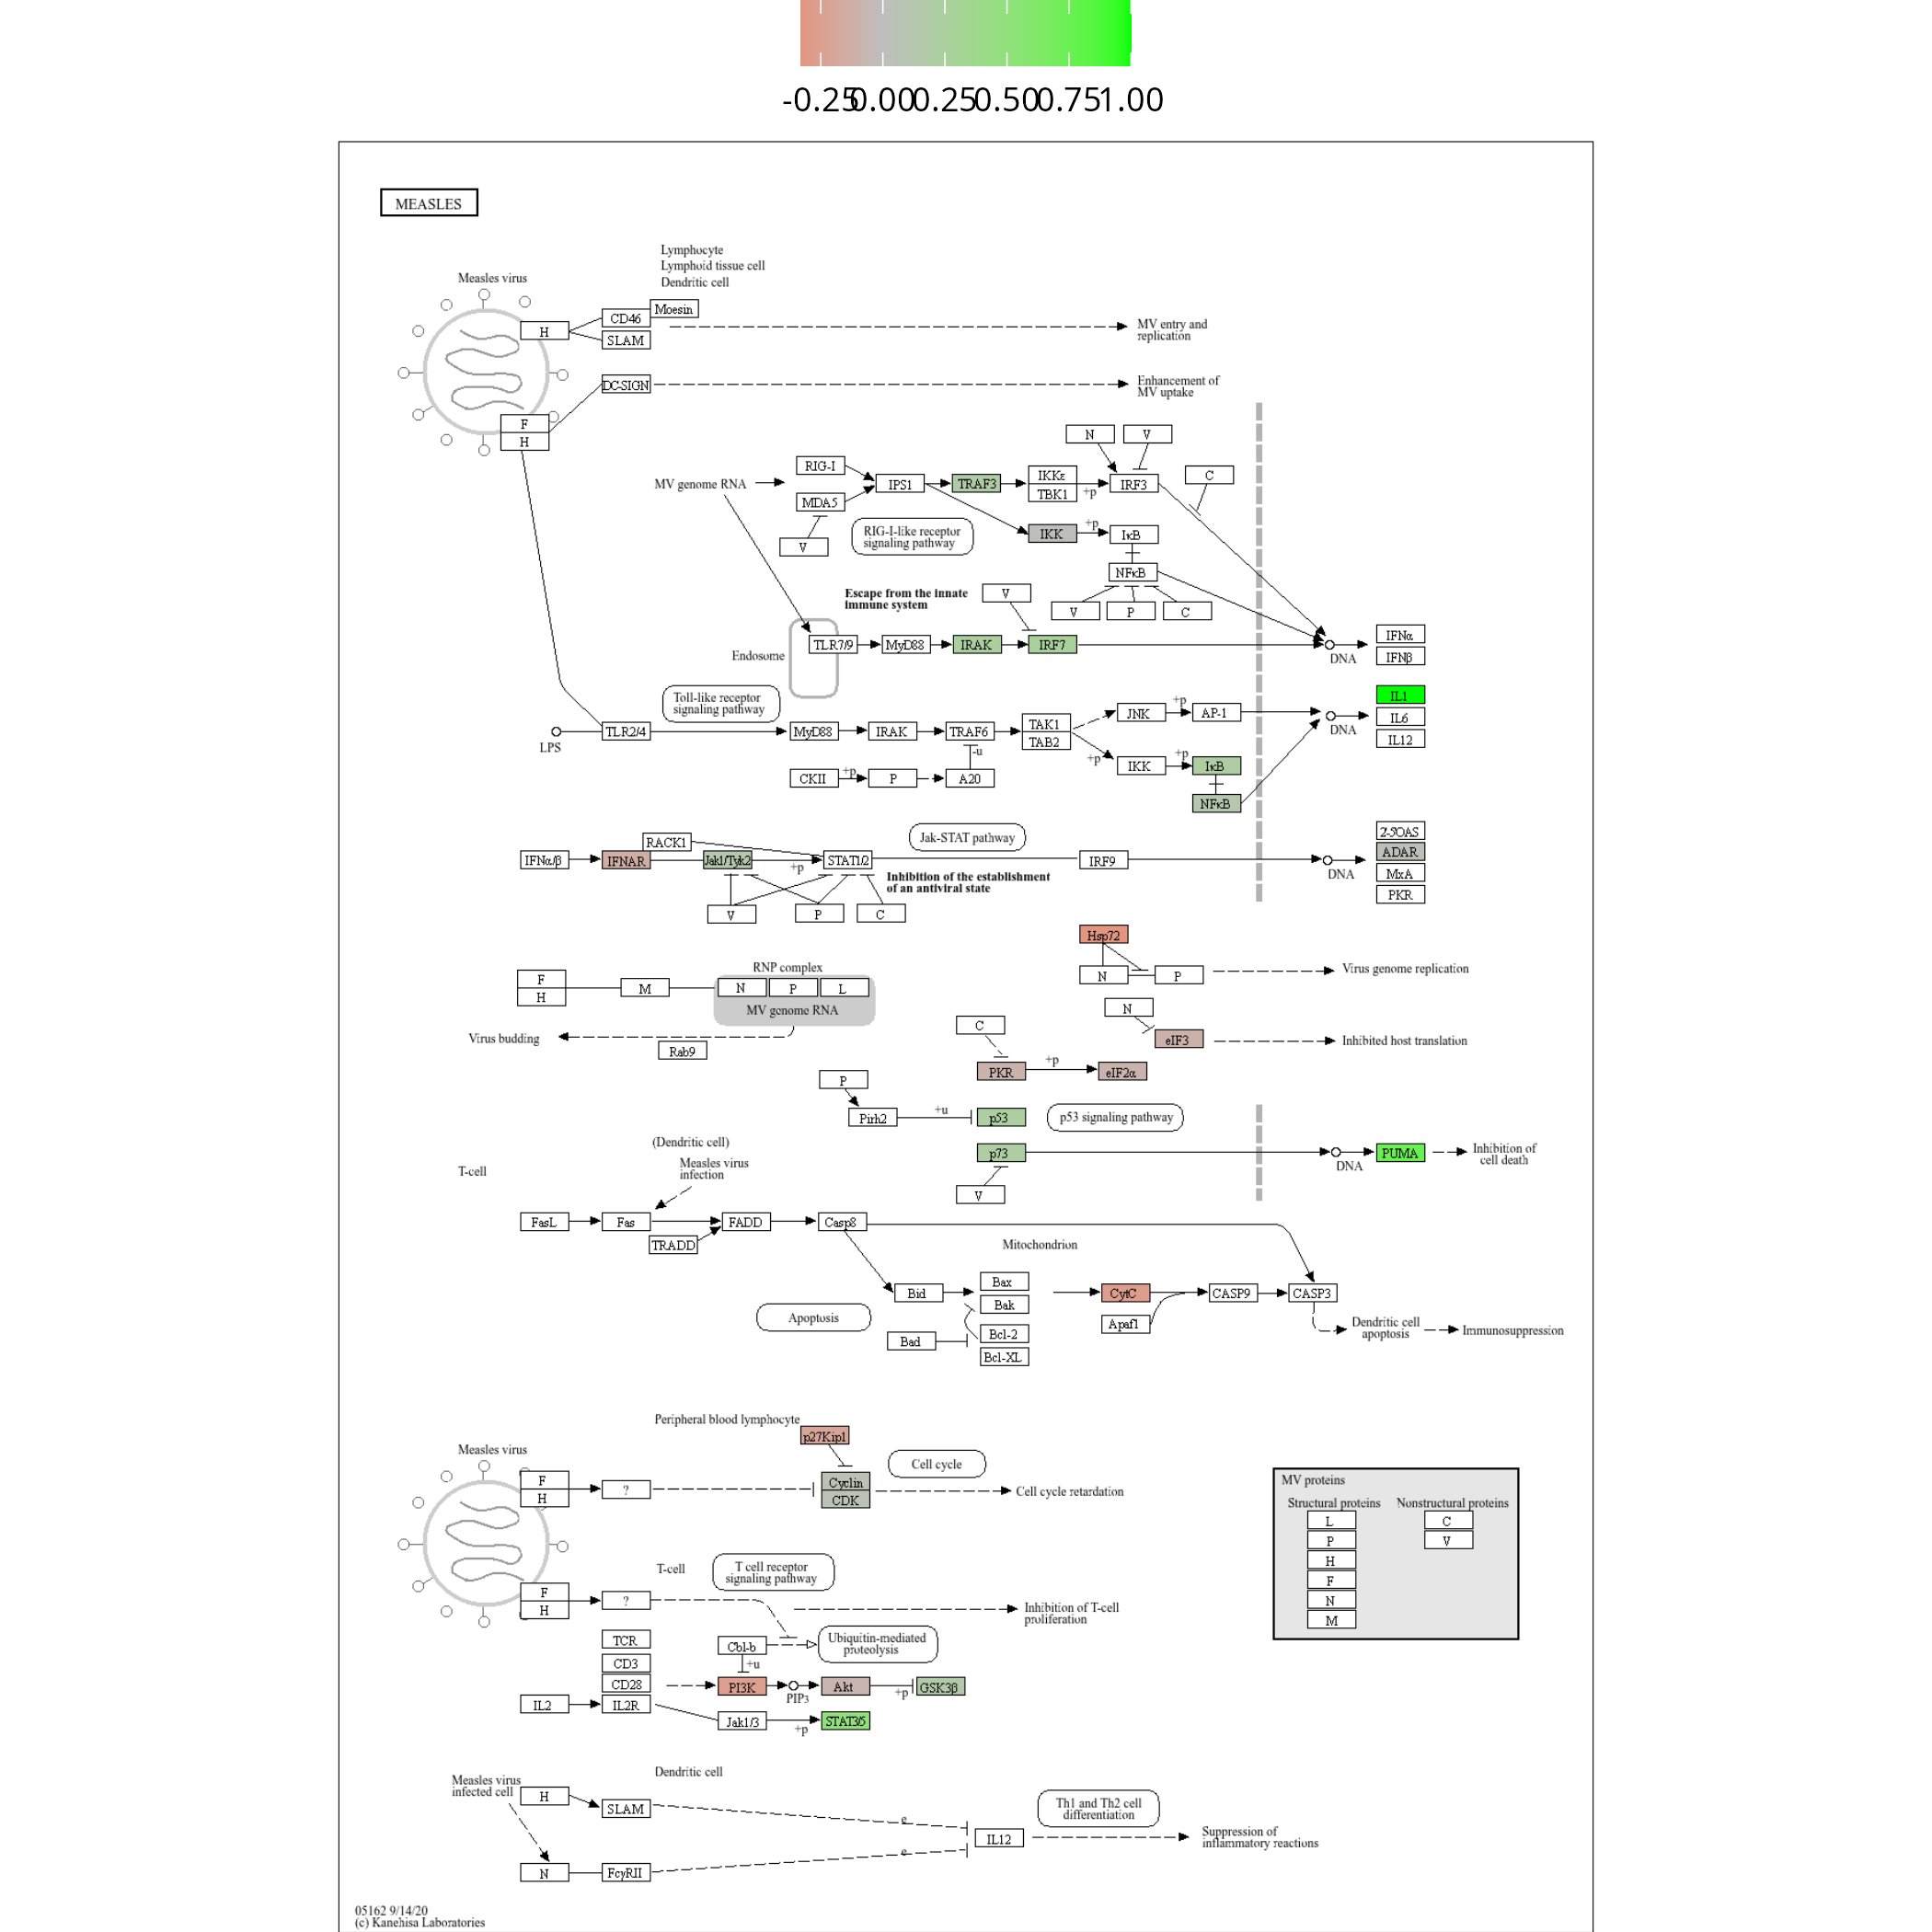 -0.25 0.00 0.25 0.50 0.75 1.00
MEASLES
Lymphocyte
Lymphoid tissue cell
Dendritic cell
Measles virus
H
CD46
Moesin
SLAM
MV entry and
replication
DC-SIGN
Enhancement of
MV uptake
F
H
N
V
MV genome RNA
RIG-I
MDA5
V
IPS1
TRAF3
IKKε
TBK1
+p
IRF3
C
RIG-I-like receptor
signaling pathway
IKK
+p
IκB
NFκB
V
P
C
Escape from the innate
immune system
V
Endosome
TLR7/9
MyD88
IRAK
IRF7
DNA
IFNα
IFNβ
Toll-like receptor
signaling pathway
LPS
TLR2/4
MyD88
IRAK
TRAF6
TAK1
TAB2
JNK
+p
AP-1
DNA
IL1
IL6
IL12
-u
CKII
+p
P
A20
+p
IKK
+p
IκB
NFκB
Jak-STAT pathway
IFNα/β
IFNAR
RACK1
Jak1/Tyk2
+p
STAT1/2
IRF9
DNA
2-5OAS
ADAR
MxA
PKR
Inhibition of the establishment
of an antiviral state
V
P
C
Hsp72
N
P
Virus genome replication
RNP complex
F
H
M
N
P
L
MV genome RNA
Virus budding
Rab9
N
eIF3
Inhibited host translation
C
PKR
+p
eIF2α
P
Pirh2
+u
p53
p53 signaling pathway
p73
V
DNA
PUMA
Inhibition of
cell death
(Dendritic cell)
T-cell
Measles virus
infection
FasL
Fas
TRADD
FADD
Casp8
Mitochondrion
Bid
Bax
Bak
Bad
Bcl-2
Bcl-XL
CytC
Apaf1
CASP9
CASP3
Apoptosis
Dendritic cell
apoptosis
Immunosuppression
Peripheral blood lymphocyte
p27Kip1
Measles virus
F
H
?
Cyclin
CDK
Cell cycle
Cell cycle retardation
MV proteins
Structural proteins
Nonstructural proteins
L
P
H
F
N
M
C
V
T-cell
T cell receptor
signaling pathway
F
H
?
Inhibition of T-cell
proliferation
TCR
CD3
CD28
Cbl-b
+u
Ubiquitin-mediated
proteolysis
PI3K
PIP3
Akt
+p
GSK3β
IL2
IL2R
Jak1/3
+p
STAT3/5
Dendritic cell
Measles virus
infected cell
H
SLAM
e
Th1 and Th2 cell
differentiation
IL12
Suppression of
inflammatory reactions
N
FcγRII
e
05162 9/14/20
(c) Kanehisa Laboratories